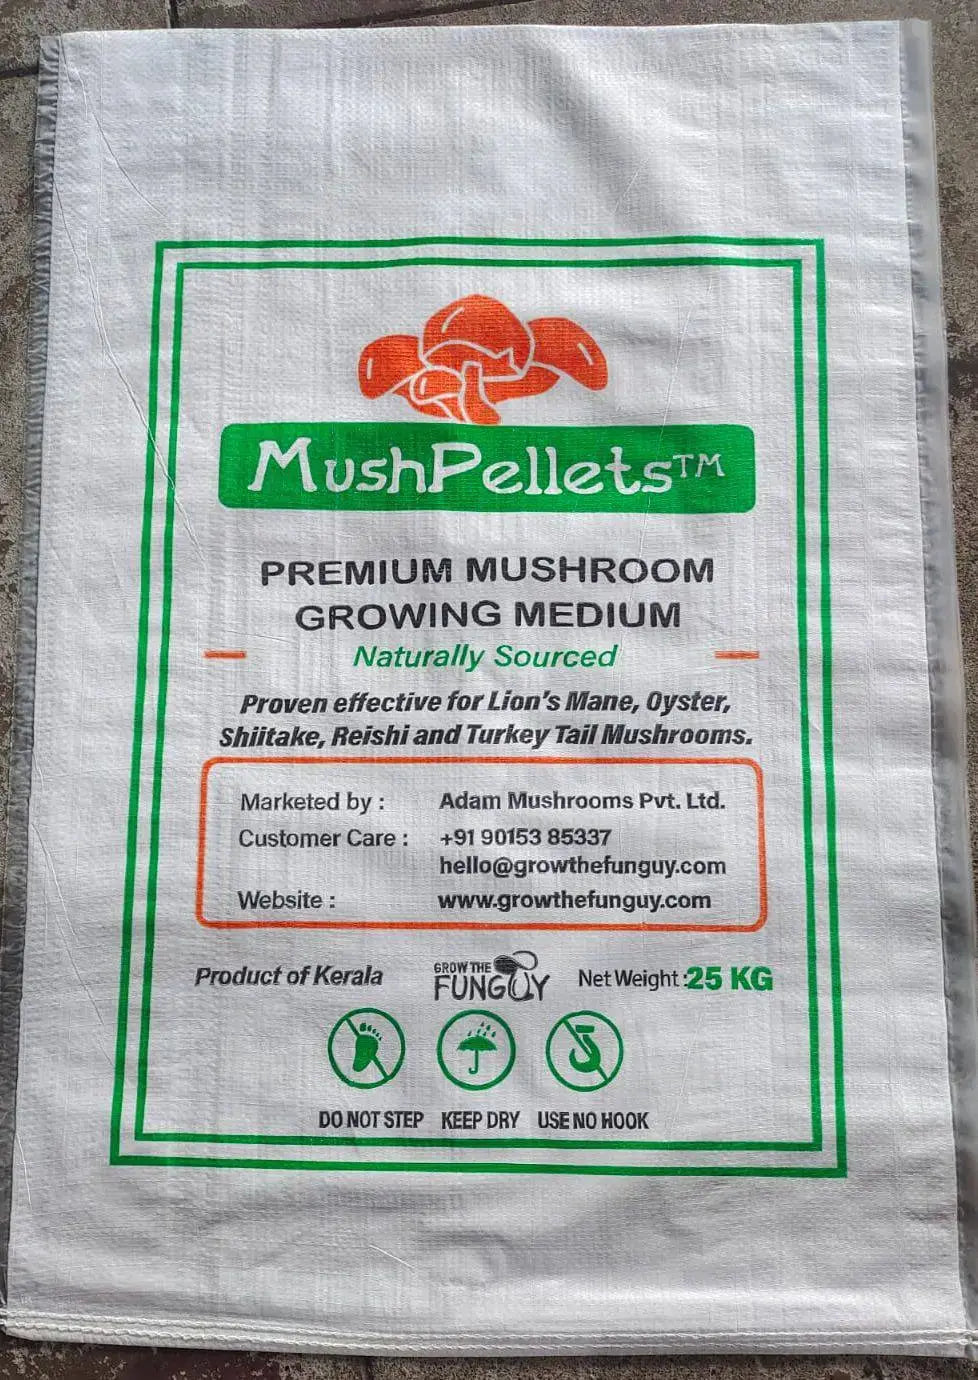 MushPellets™
PREMIUM MUSHROOM
GROWING MEDIUM
Naturally Sourced
Proven effective for Lion's Mane, Oyster,
Shiitake, Reishi and Turkey Tail Mushrooms.
Marketed by : Adam Mushrooms Pvt. Ltd.
Customer Care : +91 90153 85337
hello@growthefunguy.com
Website : www.growthefunguy.com
Product of Kerala
GROW THE
FUNGUY
Net Weight :25 KG
DO NOT STEP KEEP DRY USE NO HOOK